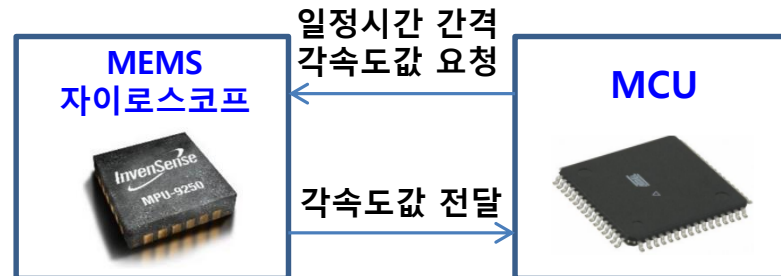 일정시간 간격
각속도값 요청
MEMS
자이로스코프
InvenSense
MPU-9250
MCU
각속도값 전달